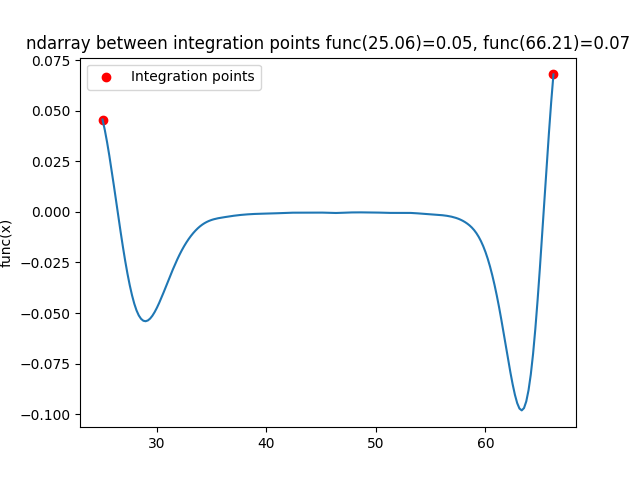 ndarray between integration points func(25.06)=0.05, func(66.21)=0.07
Integration points
func(x)
0.075
0.050
0.025
0.000
−0.025
−0.050
−0.075
−0.100
30 40 50 60